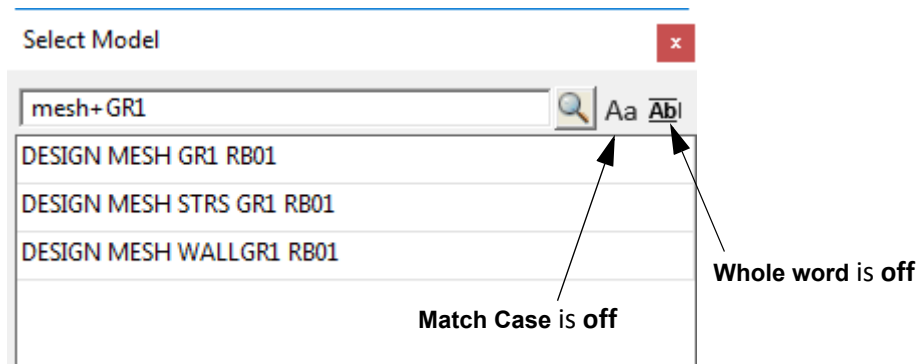 Select Model
x
mesh+GR1
Aa Abl
DESIGN MESH GR1 RB01
DESIGN MESH STRS GR1 RB01
DESIGN MESH WALLGR1 RB01
Whole word is off
Match Case is off